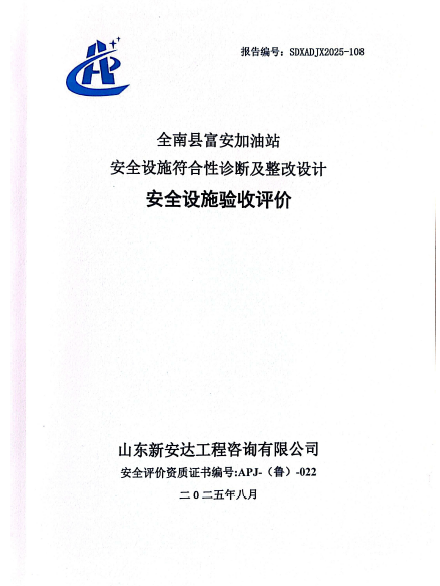 报告编号：SDXADJX2025-108
全南县富安加油站
安全设施符合性诊断及整改设计
安全设施验收评价
山东新安达工程咨询有限公司
安全评价资质证书编号:APJ-（鲁）-022
二0二五年八月